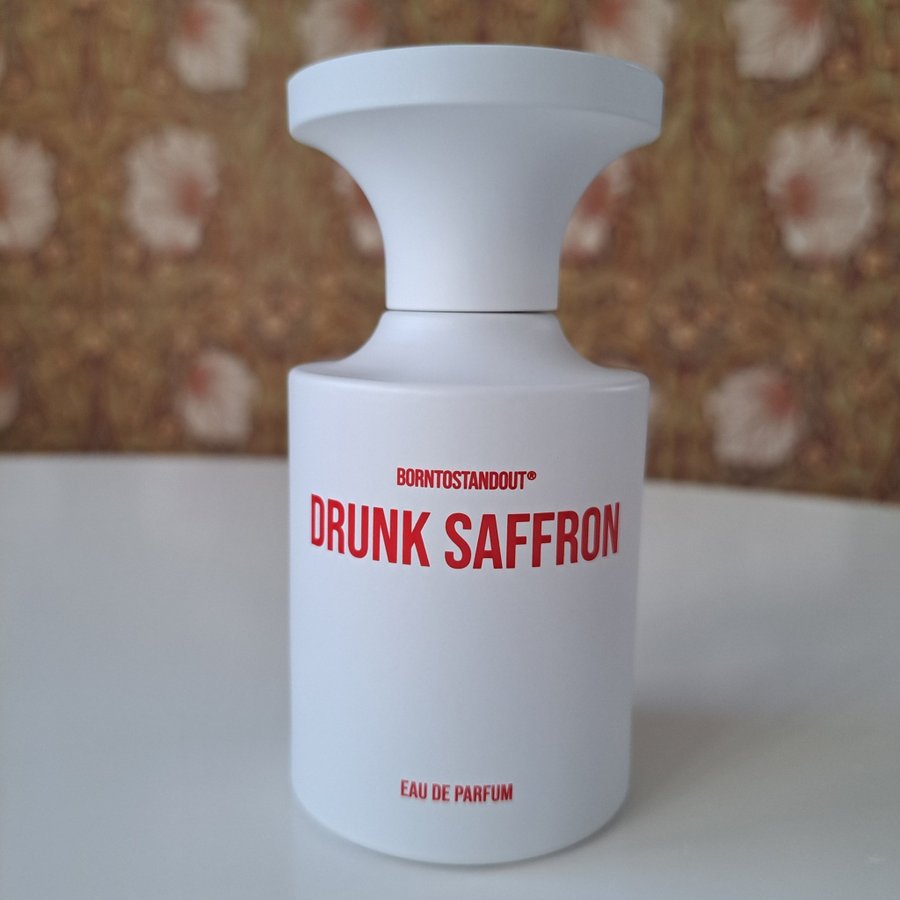 BORNTOSTANDOUT®
DRUNK SAFFRON
EAU DE PARFUM